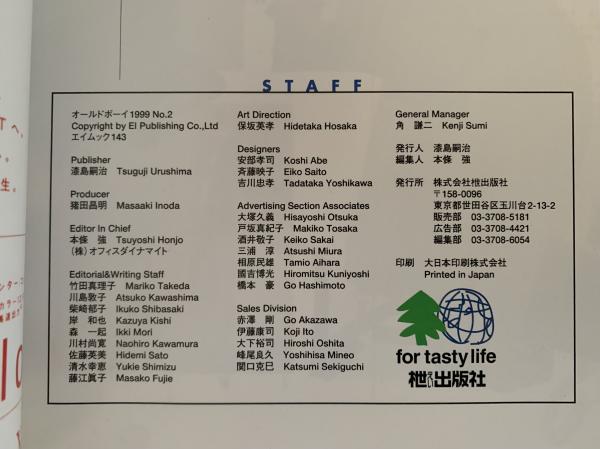 STAFF
オールドボーイ1999 No.2
Copyright by EI Publishing Co.,Ltd
エイムック143
Publisher
漆島嗣治 Tsuguji Urushima
Producer
猪田昌明 Masaaki Inoda
Editor In Chief
本條 強 Tsuyoshi Honjo
(株)オフィスダイナマイト
Editorial&Writing Staff
竹田真理子 Mariko Takeda
川島敦子 Atsuko Kawashima
柴崎郁子 Ikuko Shibasaki
岸 和也 Kazuya Kishi
森 一起 Ikki Mori
川村尚寛 Naohiro Kawamura
佐藤英美 Hidemi Sato
清水幸恵 Yukie Shimizu
藤江眞子 Masako Fujie
Art Direction
保坂英孝 Hidetaka Hosaka
Designers
安部孝司 Koshi Abe
斉藤映子 Eiko Saito
吉川忠孝 Tadataka Yoshikawa
Advertising Section Associates
大塚久義 Hisayoshi Otsuka
戸坂真紀子 Makiko Tosaka
酒井敬子 Keiko Sakai
三浦 淳 Atsushi Miura
相原民雄 Tamio Aihara
國吉博光 Hiromitsu Kuniyoshi
橋本 豪 Go Hashimoto
Sales Division
赤澤 剛 Go Akazawa
伊藤康司 Koji Ito
大下裕司 Hiroshi Oshita
峰尾良久 Yoshihisa Mineo
関口克巳 Katsumi Sekiguchi
General Manager
角 謙二 Kenji Sumi
発行人 漆島嗣治
編集人 本條 強
発行所 株式会社枻出版社
〒158-0096
東京都世田谷区玉川台2-13-2
販売部 03-3708-5181
広告部 03-3708-4421
編集部 03-3708-6054
印刷 大日本印刷株式会社
Printed in Japan
for tasty life
枻えい出版社